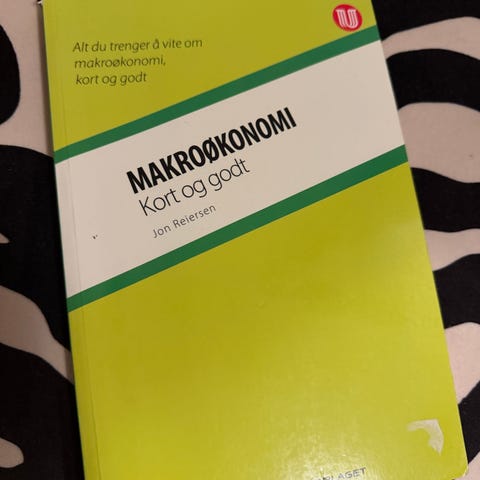 Alt du trenger å vite om
makroøkonomi,
kort og godt
MAKROØKONOMI
Kort og godt
Jon Reiersen